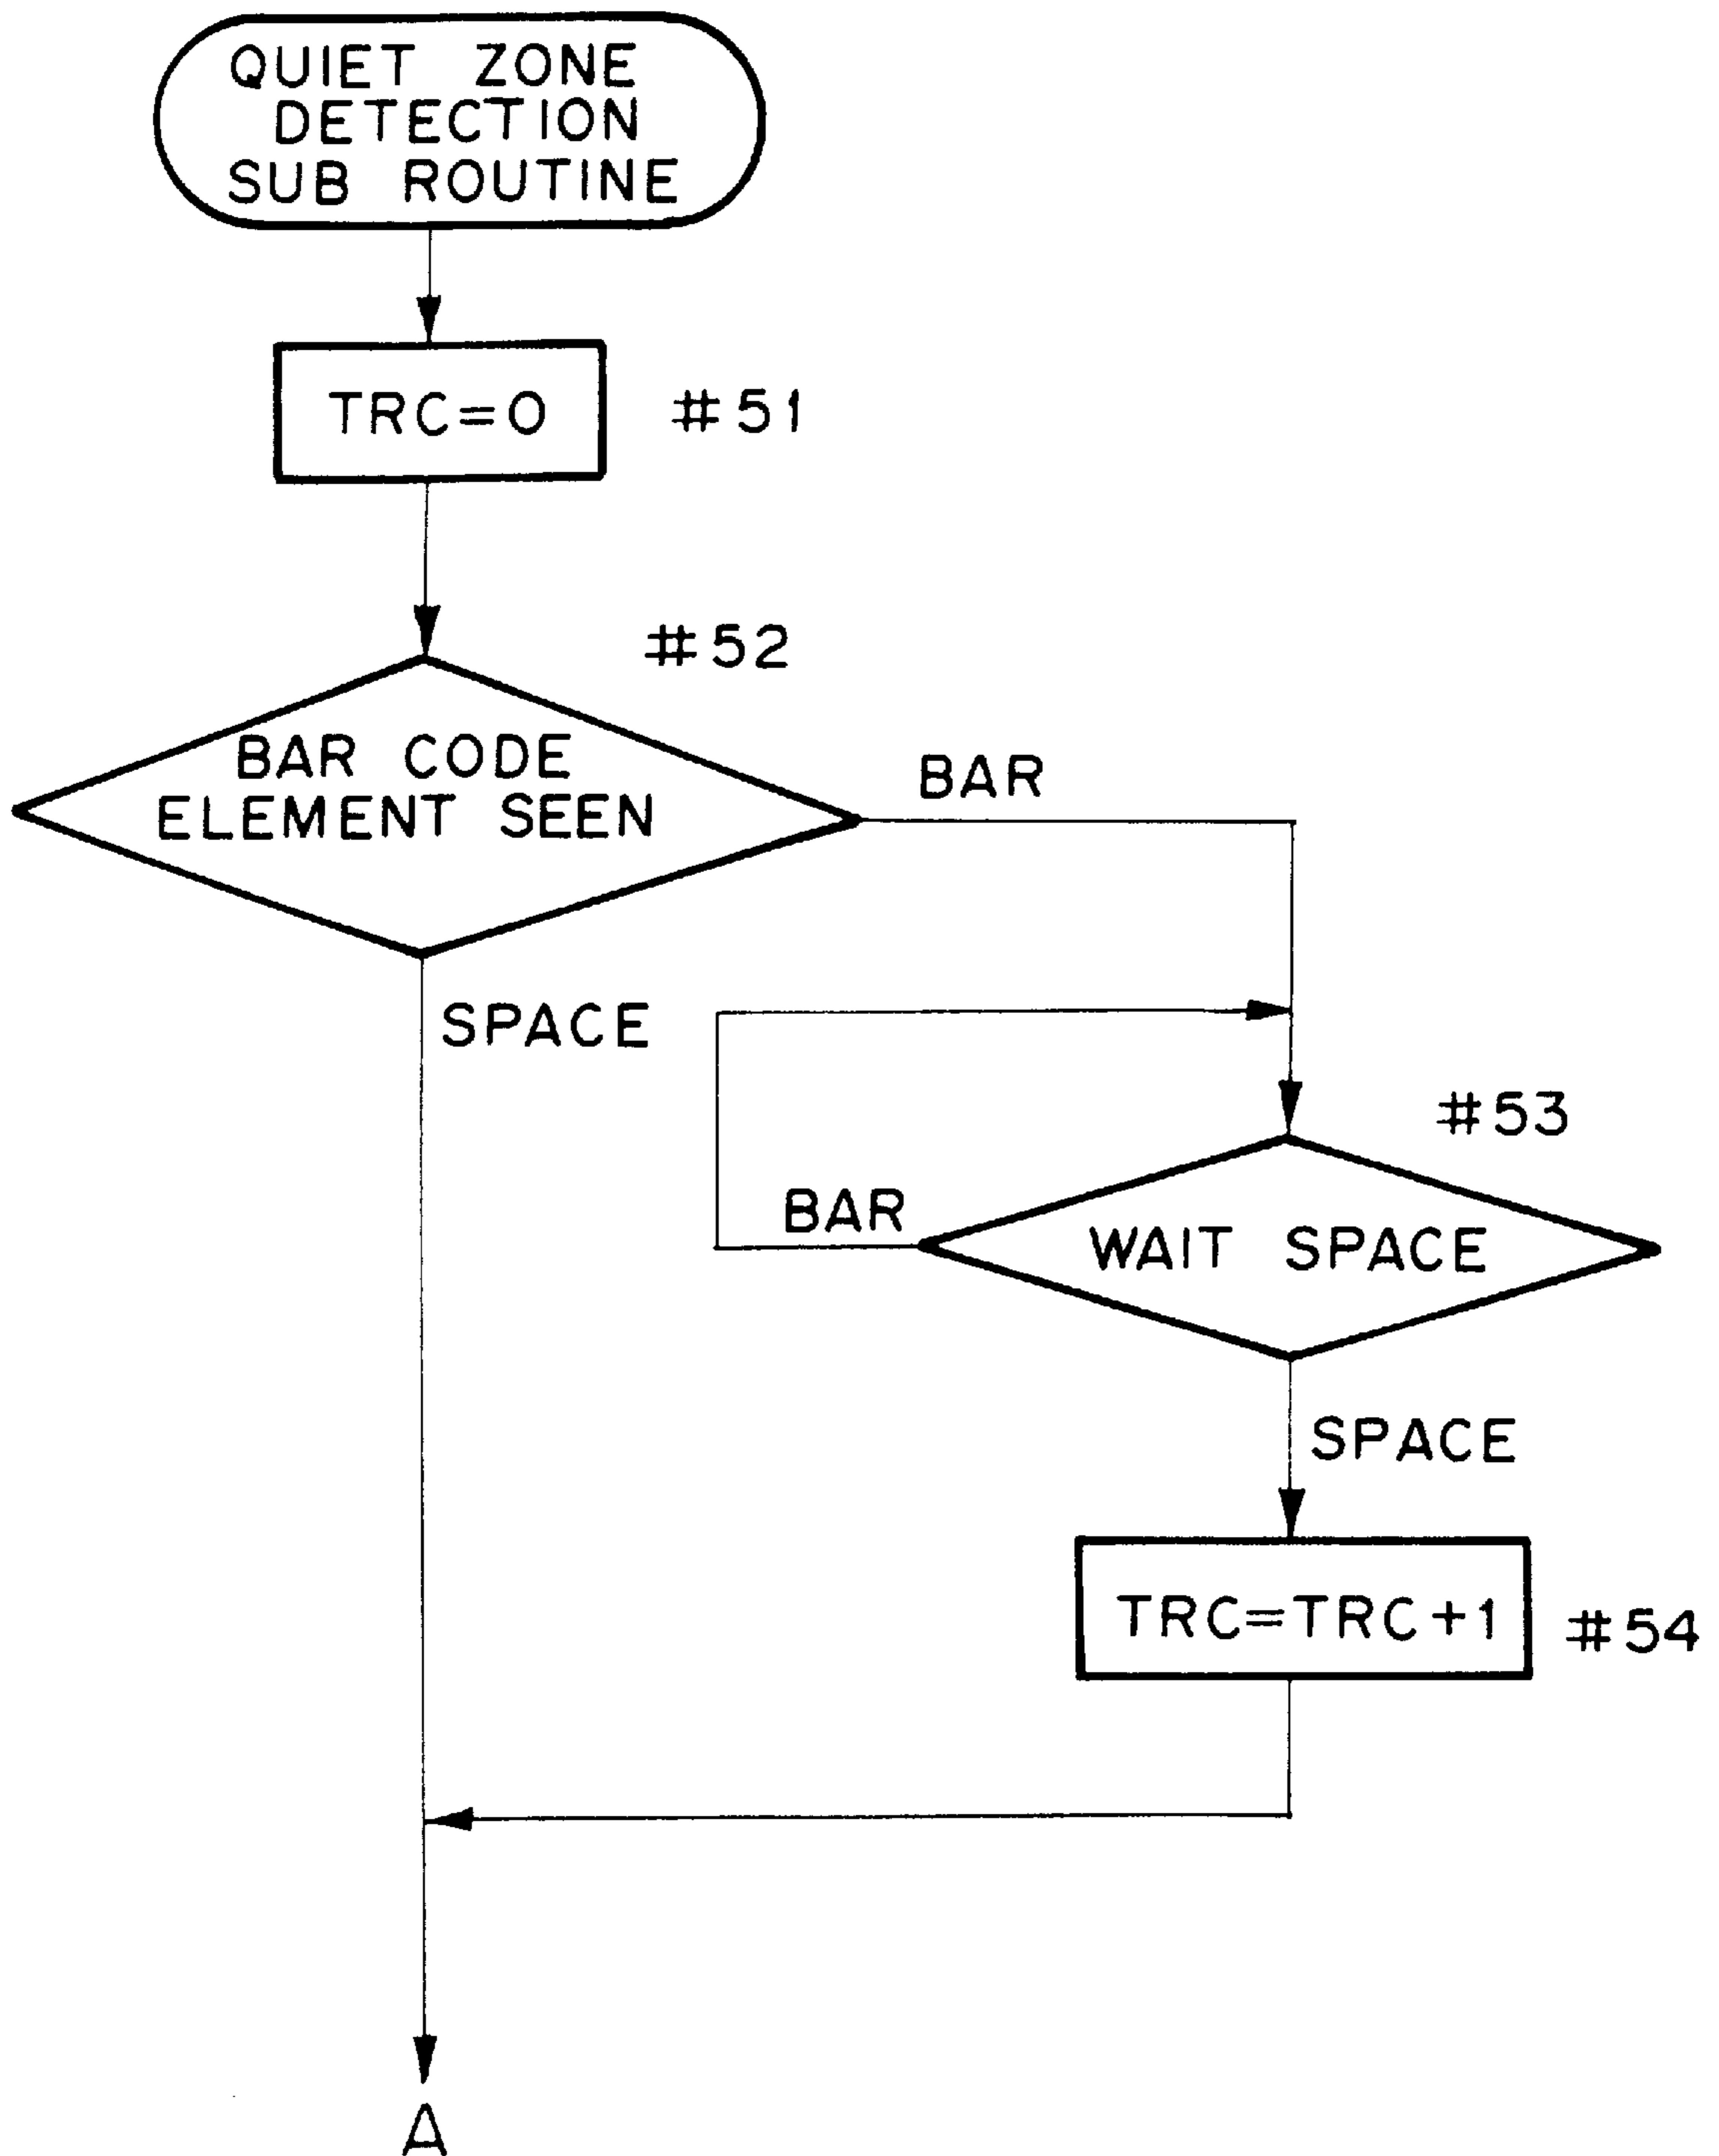 QUIET ZONE
DETECTION
SUB ROUTINE
TRC=0
#51
#52
BAR CODE
ELEMENT SEEN
BAR
SPACE
#53
BAR
WAIT SPACE
SPACE
TRC=TRC+1
#54
A